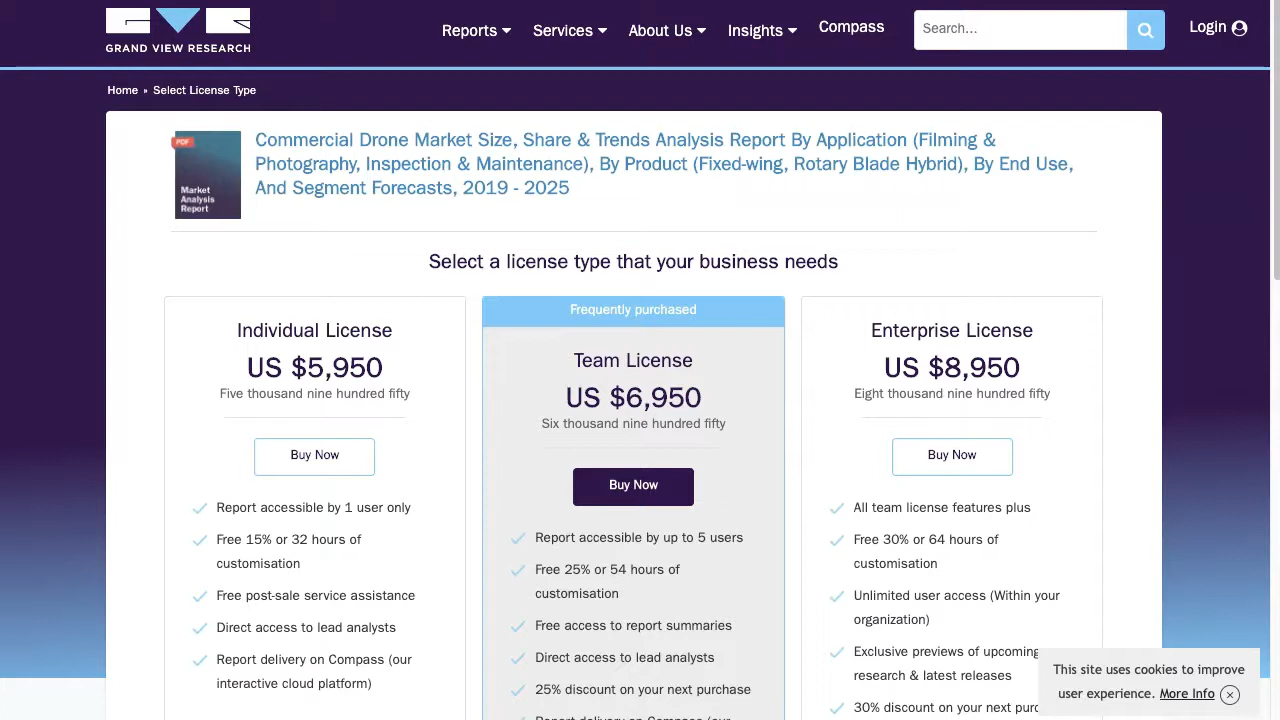 GRAND VIEW RESEARCH
Reports
Services
About Us
Insights
Compass
Search...
Login
Home » Select License Type
PDF
Market
Analysis
Report
Commercial Drone Market Size, Share & Trends Analysis Report By Application (Filming &
Photography, Inspection & Maintenance), By Product (Fixed-wing, Rotary Blade Hybrid), By End Use,
And Segment Forecasts, 2019 - 2025
Select a license type that your business needs
Individual License
US $5,950
Five thousand nine hundred fifty
Buy Now
Report accessible by 1 user only
Free 15% or 32 hours of
customisation
Free post-sale service assistance
Direct access to lead analysts
Report delivery on Compass (our
interactive cloud platform)
Frequently purchased
Team License
US $6,950
Six thousand nine hundred fifty
Buy Now
Report accessible by up to 5 users
Free 25% or 54 hours of
customisation
Free access to report summaries
Direct access to lead analysts
25% discount on your next purchase
Report delivery on Compass (our
Enterprise License
US $8,950
Eight thousand nine hundred fifty
Buy Now
All team license features plus
Free 30% or 64 hours of
customisation
Unlimited user access (Within your
organization)
Exclusive previews of upcoming
research & latest releases
30% discount on your next
This site uses cookies to improve
user experience. More Info